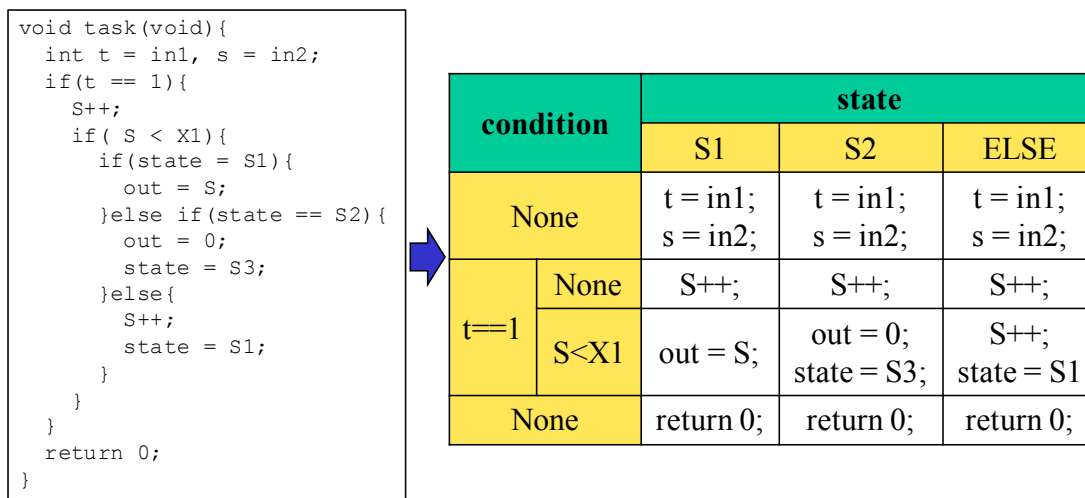 void task(void){
int t = in1, s = in2;
if(t == 1){
S++;
if( S < X1){
if(state = S1){
out = S;
}else if(state == S2){
out = 0;
state = S3;
}else{
S++;
state = S1;
}
}
}
return 0;
}
condition state
S1 S2 ELSE
None t = in1; t = in1; t = in1;
s = in2; s = in2; s = in2;
t==1 None S++; S++; S++;
S<X1 out = S; out = 0; S++;
state = S3; state = S1
None return 0; return 0; return 0;